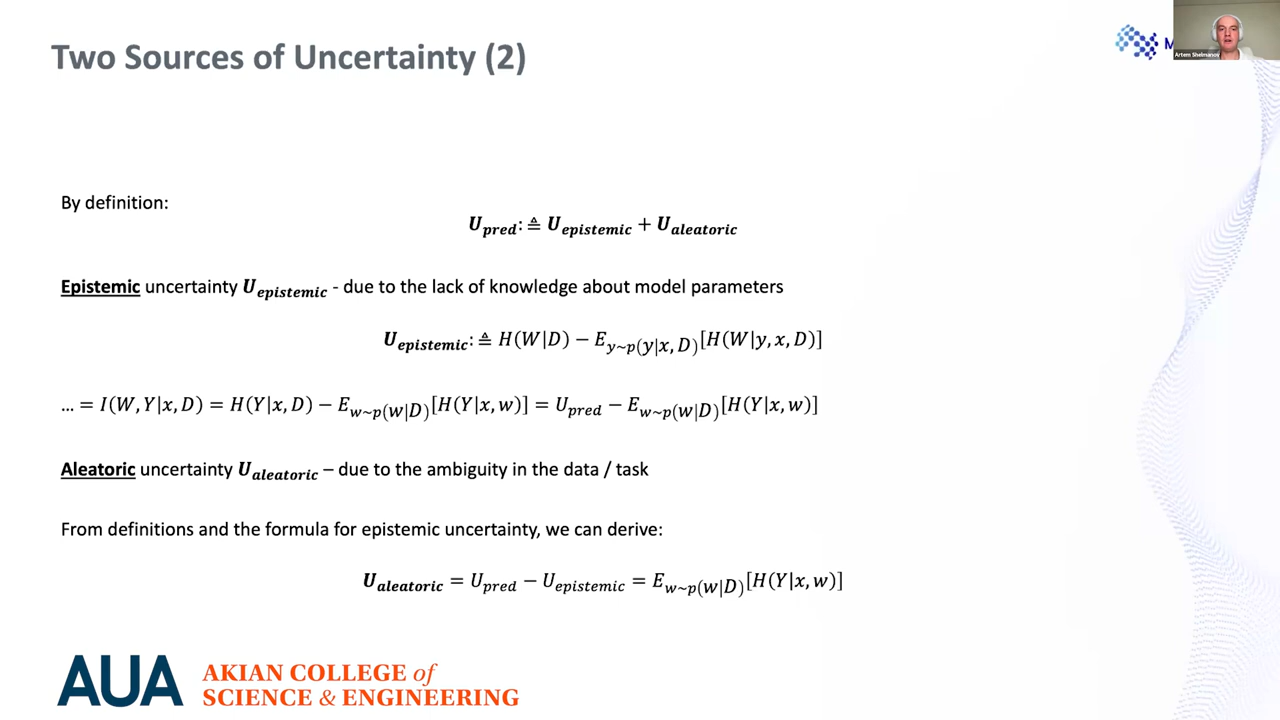 Two Sources of Uncertainty (2)
M
Artem Shelmanov
By definition:
𝑼_𝒑𝒓𝒆𝒅:≜ 𝑼_𝒆𝒑𝒊𝒔𝒕𝒆𝒎𝒊𝒄 + 𝑼_𝒂𝒍𝒆𝒂𝒕𝒐𝒓𝒊𝒄
Epistemic uncertainty 𝑼_𝒆𝒑𝒊𝒔𝒕𝒆𝒎𝒊𝒄 - due to the lack of knowledge about model parameters
𝑼_𝒆𝒑𝒊𝒔𝒕𝒆𝒎𝒊𝒄:≜ H(W|D) − E_y~p(y|x,D)[H(W|y, x, D)]
... = I(W, Y|x, D) = H(Y|x, D) − E_w~p(w|D)[H(Y|x, w)] = U_pred − E_w~p(w|D)[H(Y|x, w)]
Aleatoric uncertainty 𝑼_𝒂𝒍𝒆𝒂𝒕𝒐𝒓𝒊𝒄 – due to the ambiguity in the data / task
From definitions and the formula for epistemic uncertainty, we can derive:
𝑼_𝒂𝒍𝒆𝒂𝒕𝒐𝒓𝒊𝒄 = U_pred − U_epistemic = E_w~p(w|D)[H(Y|x, w)]
AUA
AKIAN COLLEGE of
SCIENCE & ENGINEERING